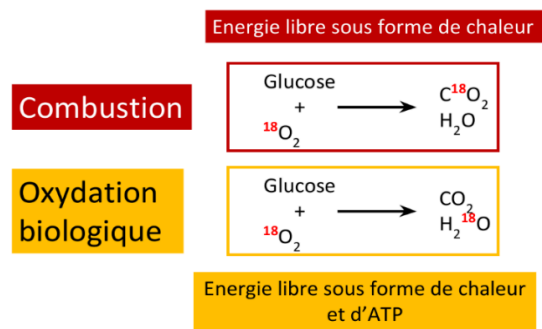 Energie libre sous forme de chaleur
Combustion
Glucose
+
¹⁸O₂
C¹⁸O₂
H₂O
Oxydation
biologique
Glucose
+
¹⁸O₂
CO₂
H₂¹⁸O
Energie libre sous forme de chaleur
et d'ATP